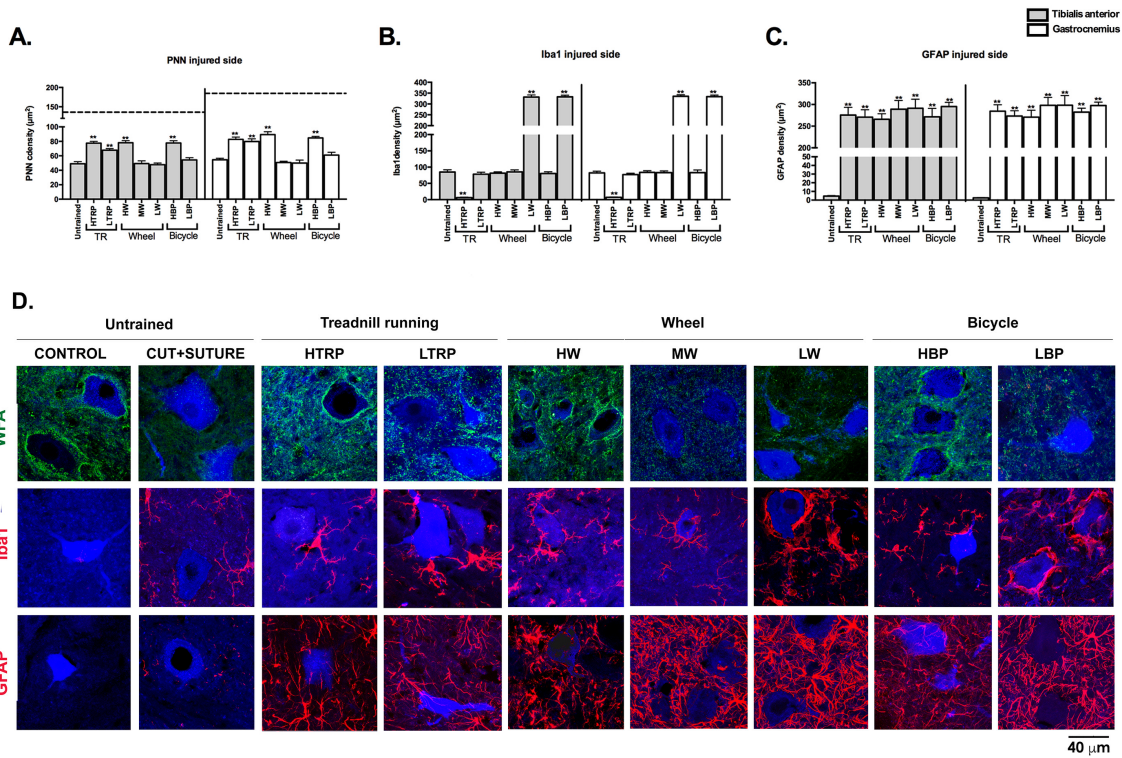 Tibialis anterior
Gastrocnemius
A.
B.
C.
PNN injured side
Iba1 injured side
GFAP injured side
PNN cdensity (µm²)
200
150
100
80
60
40
20
0
Untrained
HTRP
LTRP
HW
MW
LW
HBP
LBP
TR
Wheel
Bicycle
** ** ** **
Untrained
HTRP
LTRP
HW
MW
LW
HBP
LBP
TR
Wheel
Bicycle
** ** ** **
Iba1density (µm²)
400
350
300
250
200
150
100
50
0
Untrained
HTRP
LTRP
HW
MW
LW
HBP
LBP
TR
Wheel
Bicycle
** ** **
Untrained
HTRP
LTRP
HW
MW
LW
HBP
LBP
TR
Wheel
Bicycle
** ** **
GFAP density (µm²)
350
300
250
200
150
50
40
30
20
10
0
Untrained
HTRP
LTRP
HW
MW
LW
HBP
LBP
TR
Wheel
Bicycle
** ** ** ** ** ** **
Untrained
HTRP
LTRP
HW
MW
LW
HBP
LBP
TR
Wheel
Bicycle
** ** ** ** ** ** **
D.
Untrained
Treadnill running
Wheel
Bicycle
CONTROL
CUT+SUTURE
HTRP
LTRP
HW
MW
LW
HBP
LBP
WFA
Iba1
GFAP
40 µm